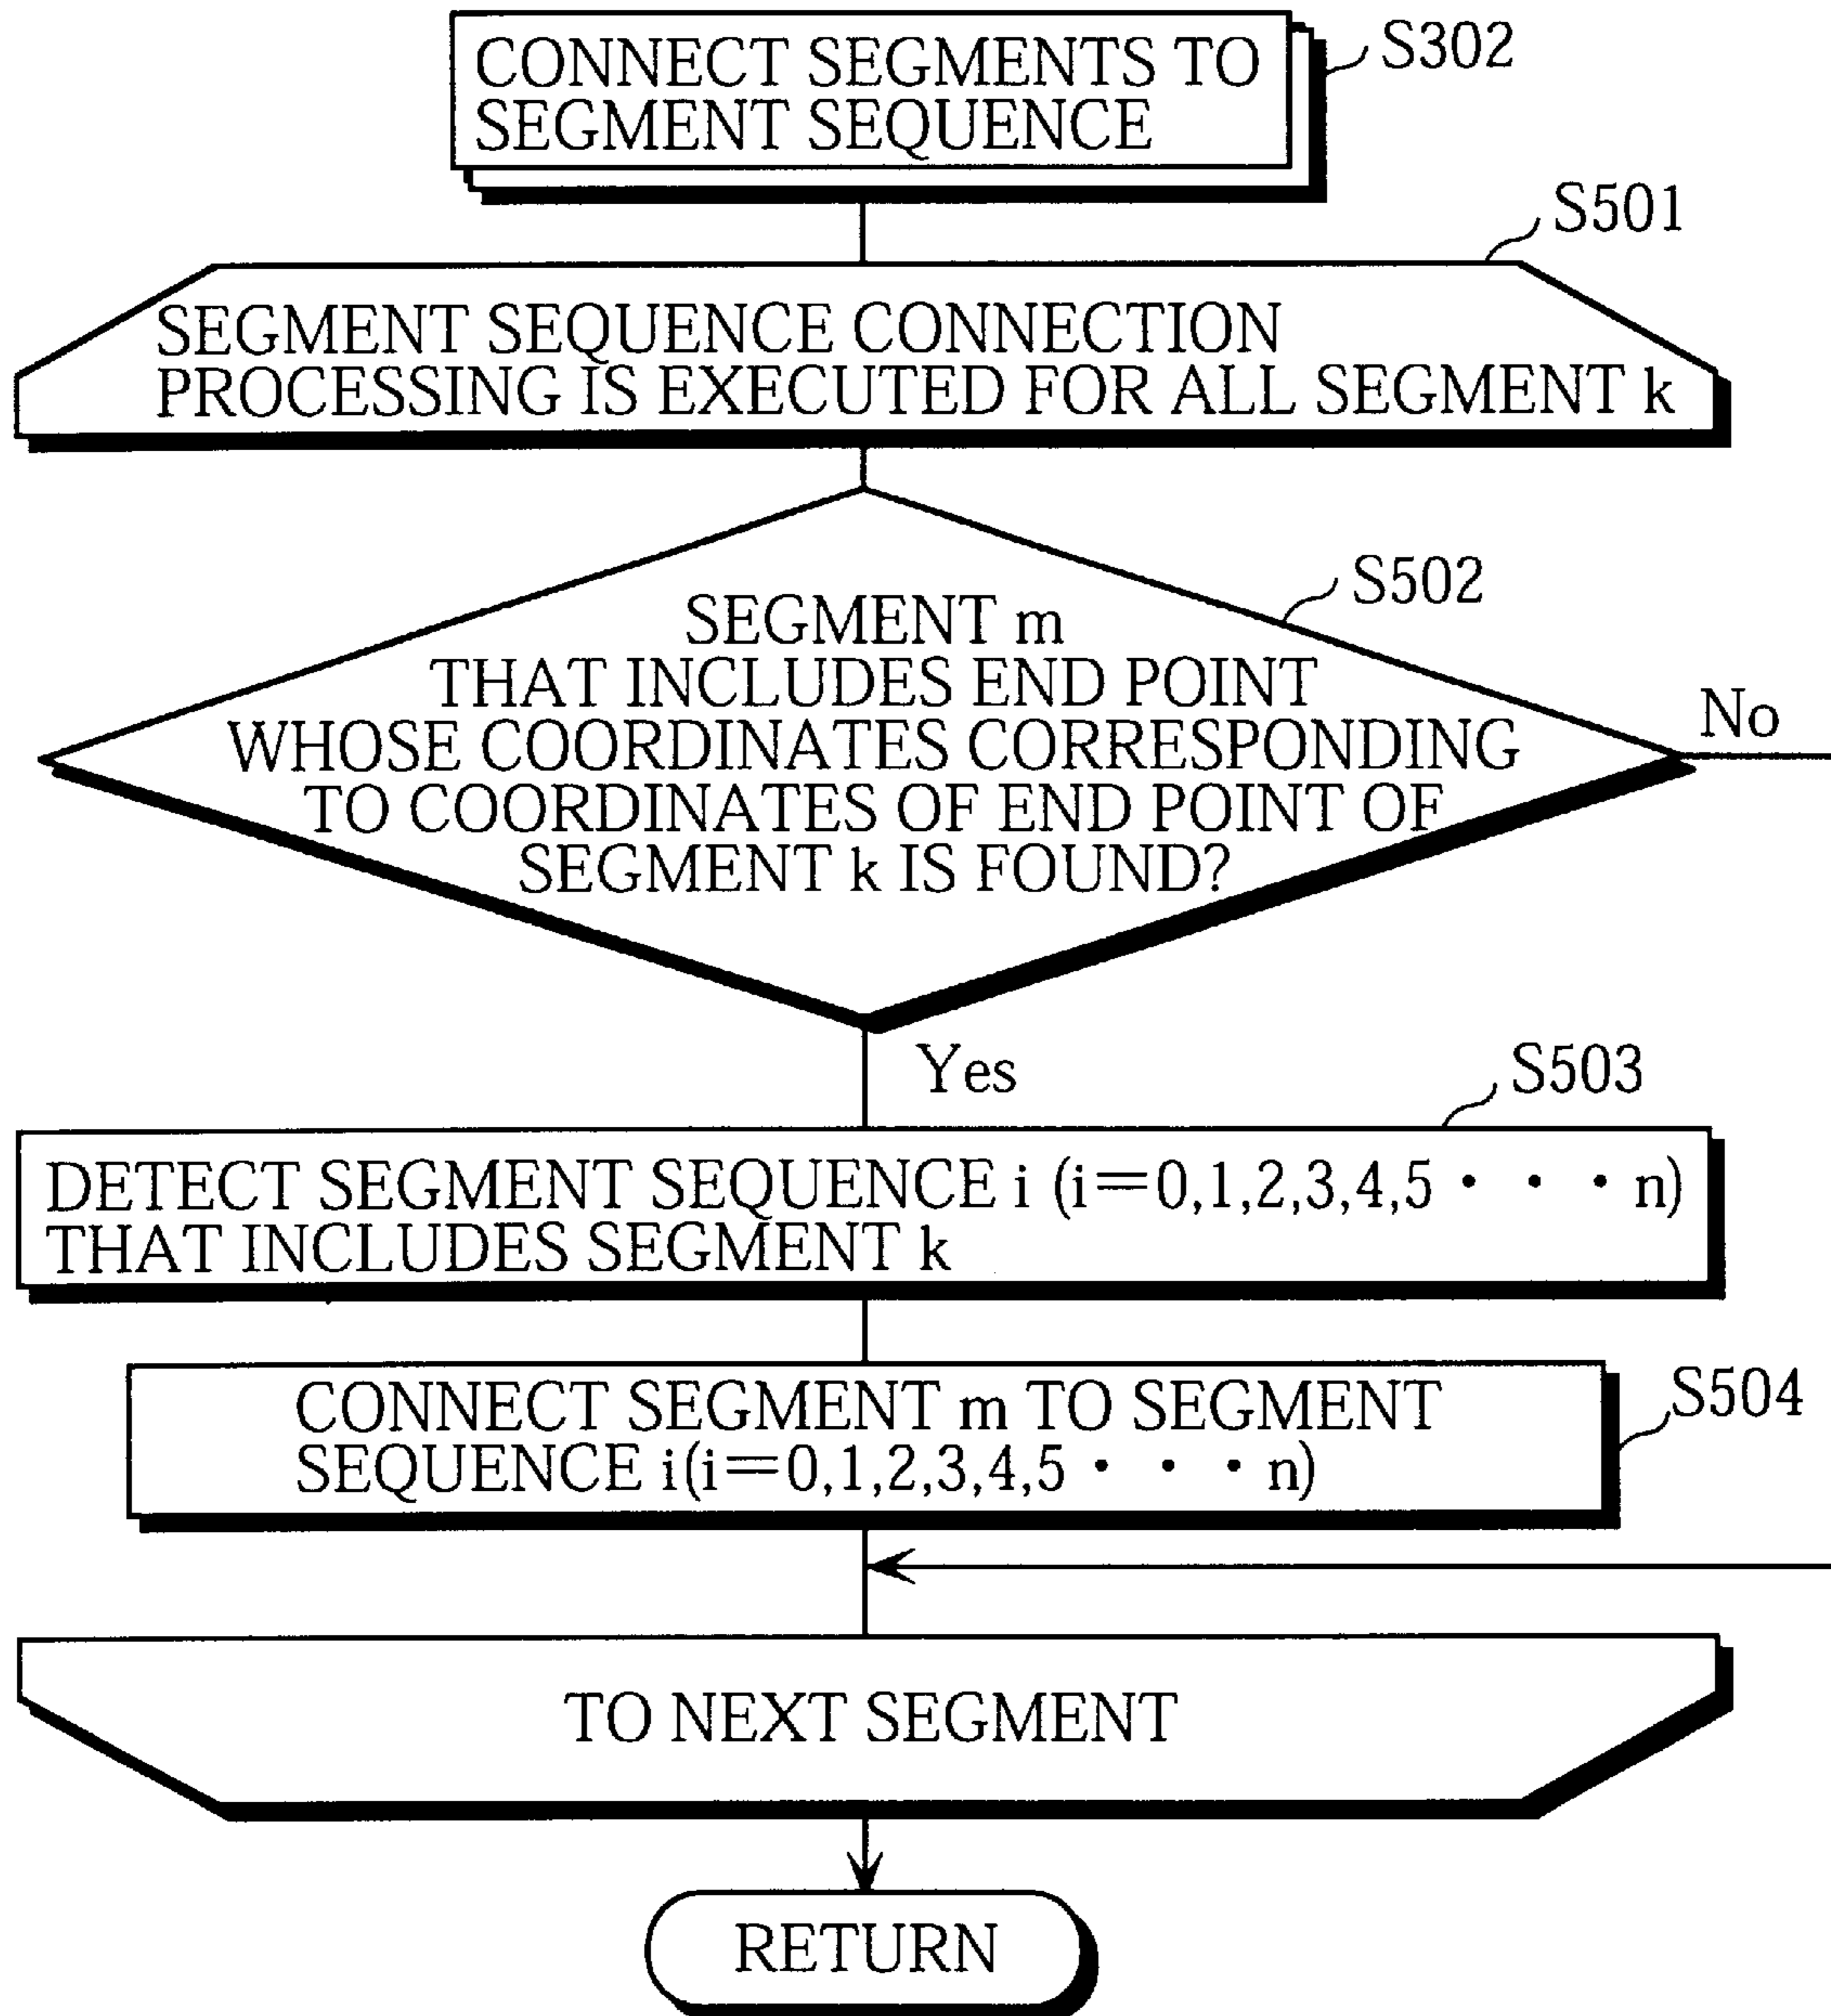 CONNECT SEGMENTS TO
SEGMENT SEQUENCE
S302
S501
SEGMENT SEQUENCE CONNECTION
PROCESSING IS EXECUTED FOR ALL SEGMENT k
S502
SEGMENT m
THAT INCLUDES END POINT
WHOSE COORDINATES CORRESPONDING
TO COORDINATES OF END POINT OF
SEGMENT k IS FOUND?
No
Yes
S503
DETECT SEGMENT SEQUENCE i (i=0,1,2,3,4,5 · · · n)
THAT INCLUDES SEGMENT k
CONNECT SEGMENT m TO SEGMENT
SEQUENCE i(i=0,1,2,3,4,5 · · · n)
S504
TO NEXT SEGMENT
RETURN